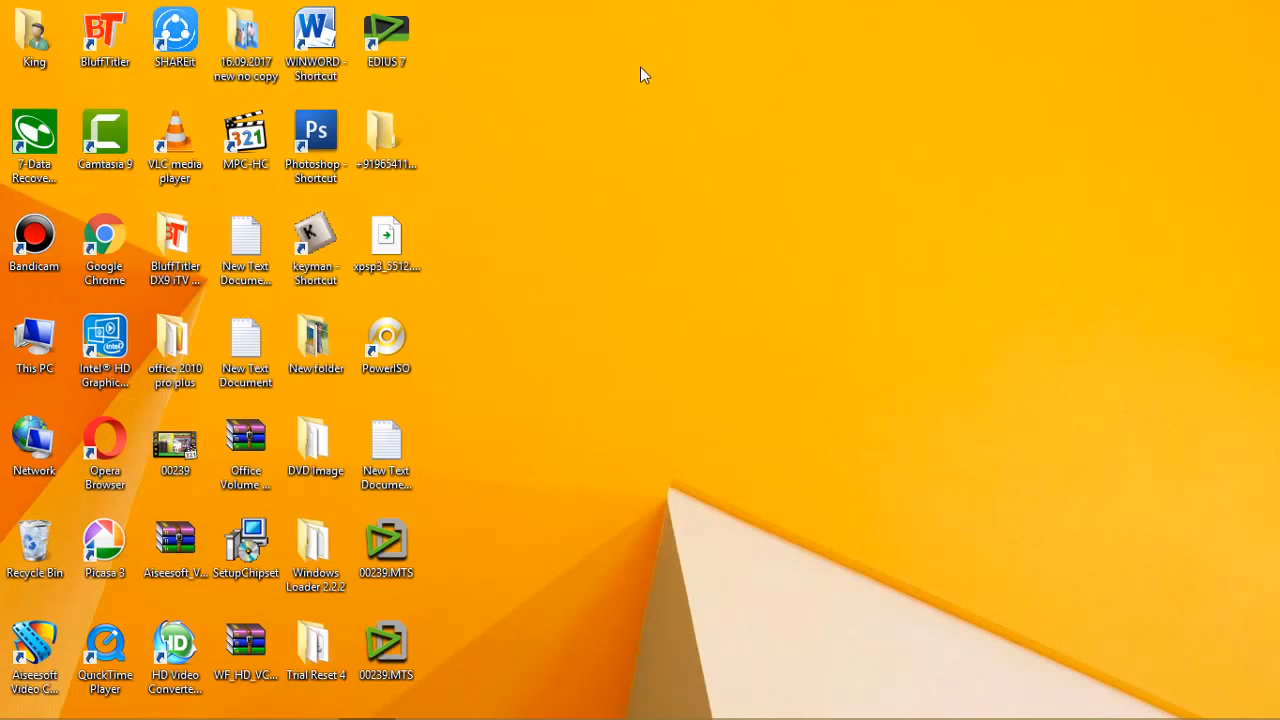 King
BluffTitler
SHAREit
16.09.2017
new no copy
WINWORD -
Shortcut
EDIUS 7
7-Data
Recove...
Camtasia 9
VLC media
player
MPC-HC
Photoshop -
Shortcut
+91965411...
Bandicam
Google
Chrome
BluffTitler
DX9 iTV ...
New Text
Docume...
keyman -
Shortcut
xpsp3_5512....
This PC
Intel® HD
Graphic...
office 2010
pro plus
New Text
Document
New folder
PowerISO
Network
Opera
Browser
00239
Office
Volume ...
DVD Image
New Text
Docume...
Recycle Bin
Picasa 3
Aiseesoft_V...
SetupChipset
Windows
Loader 2.2.2
00239.MTS
Aiseesoft
Video C...
QuickTime
Player
HD Video
Converte...
WF_HD_VC...
Trial Reset 4
00239.MTS